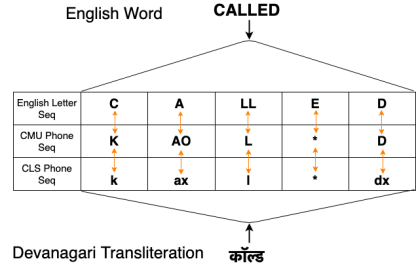 English Word CALLED
English Letter Seq C A LL E D
CMU Phone Seq K AO L * D
CLS Phone Seq k ax l * dx
Devanagari Transliteration कॉल्ड